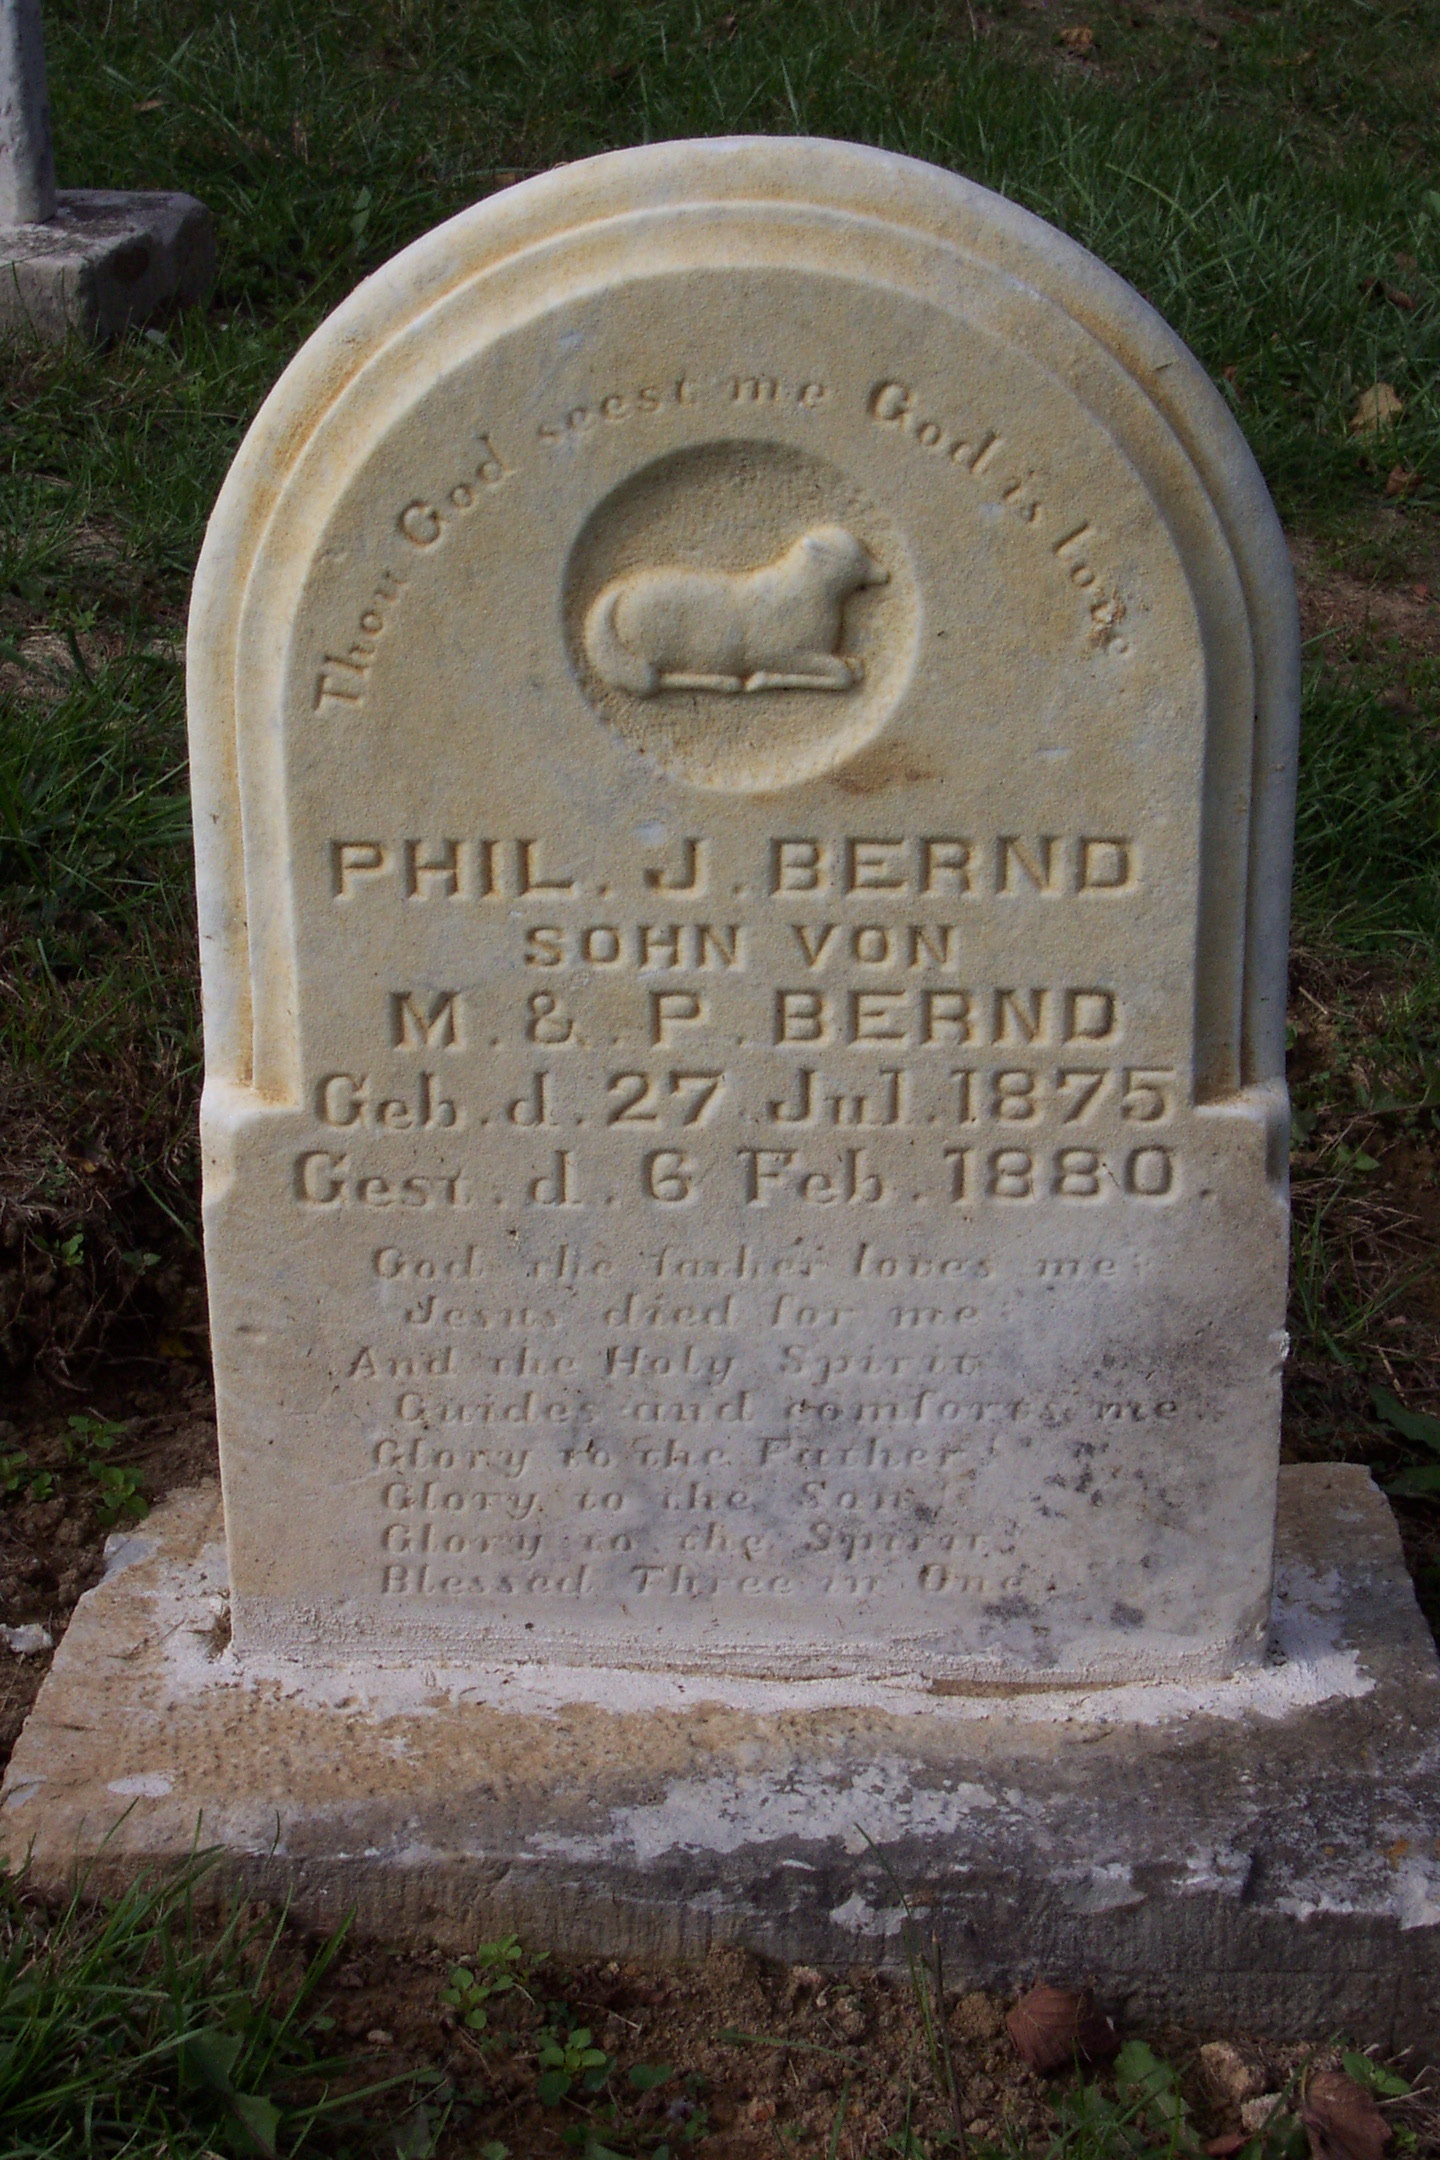 Thou God seest me God is love
PHIL. J. BERND
SOHN VON
M. &. P. BERND
Geb. d. 27 Jul. 1875
Gest. d. 6 Feb. 1880.
God the father loves me
Jesus died for me
And the Holy Spirit
Guides and comforts me
Glory to the Father
Glory to the Son
Glory to the Spirit
Blessed Three in One